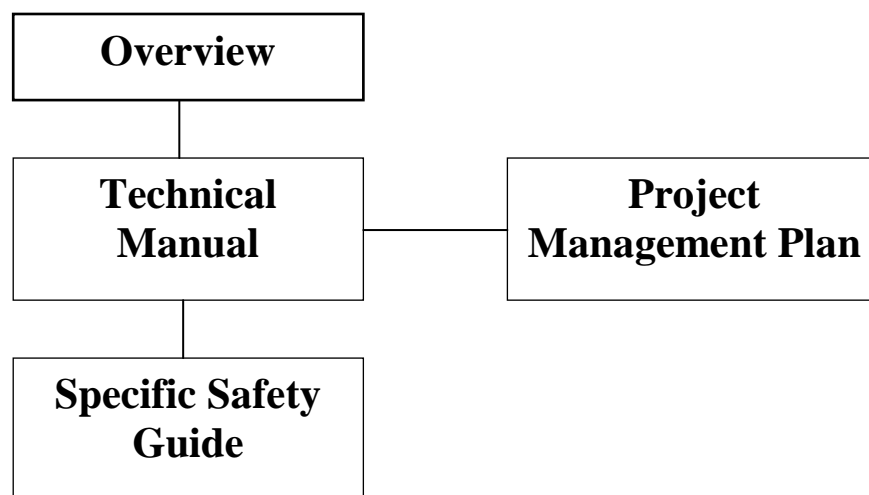 Overview
Technical
Manual
Project
Management Plan
Specific Safety
Guide